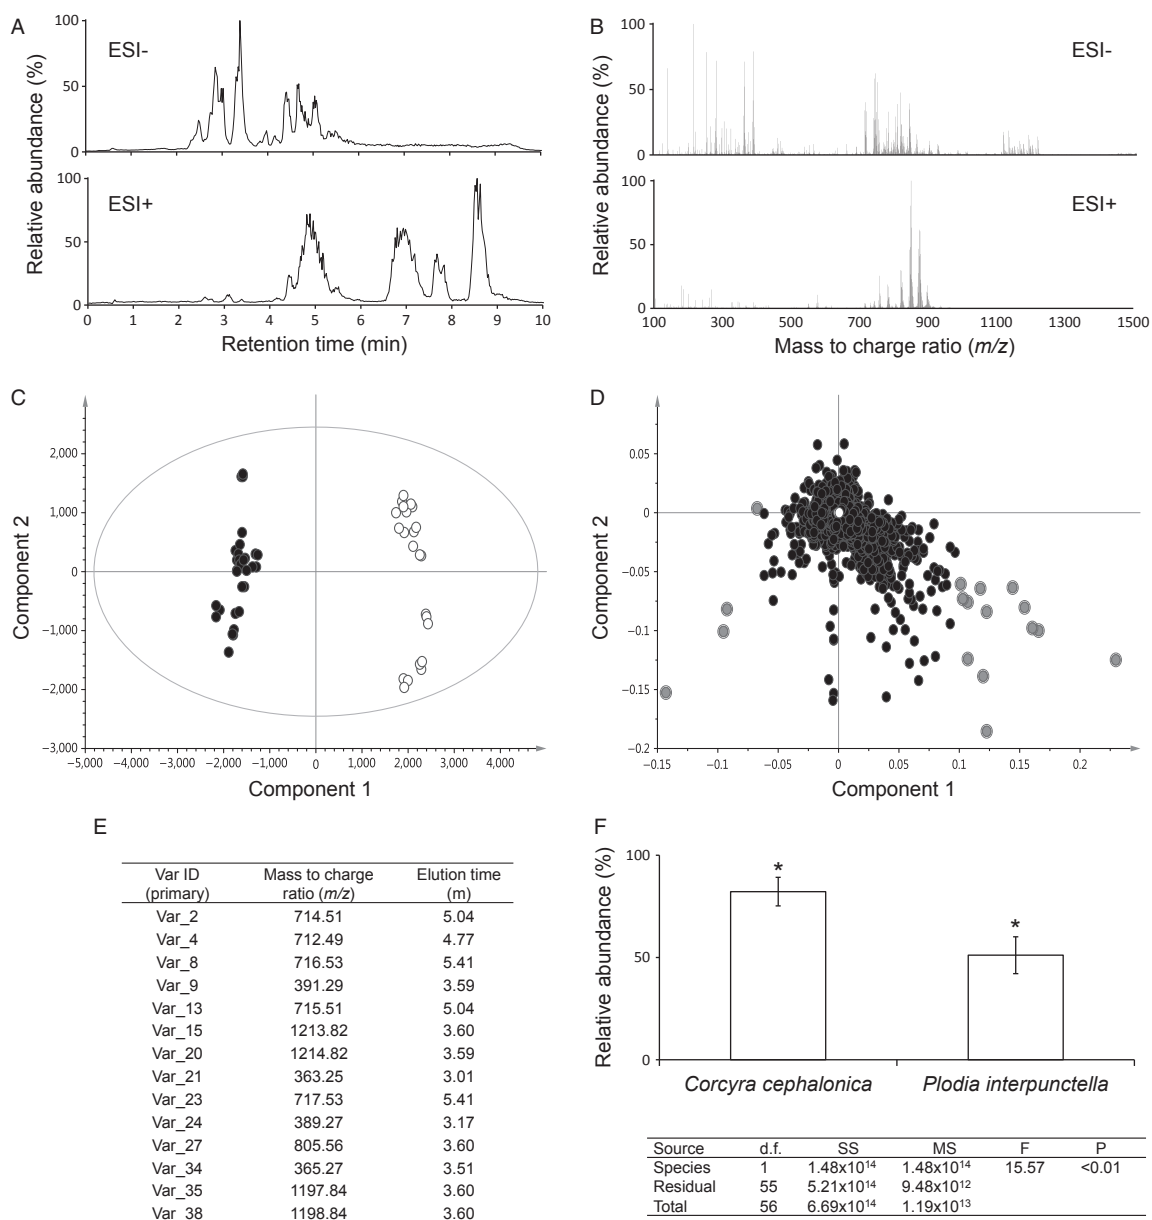 A
ESI-
Relative abundance (%)
100
50
0
ESI+
100
50
0
0 1 2 3 4 5 6 7 8 9 10
Retention time (min)
B
ESI-
Relative abundance (%)
100
50
0
ESI+
100
50
0
100 300 500 700 900 1100 1300 1500
Mass to charge ratio (m/z)
C
Component 2
2,000
1,000
0
−1,000
−2,000
−3,000
−5,000 −4,000 −3,000 −2,000 −1,000 0 1,000 2,000 3,000 4,000
Component 1
D
Component 2
0.05
0
−0.05
−0.1
−0.15
−0.2
−0.15 −0.1 −0.05 0 0.05 0.1 0.15 0.2
Component 1
E
Var ID Mass to charge Elution time
(primary) ratio (m/z) (m)
Var_2 714.51 5.04
Var_4 712.49 4.77
Var_8 716.53 5.41
Var_9 391.29 3.59
Var_13 715.51 5.04
Var_15 1213.82 3.60
Var_20 1214.82 3.59
Var_21 363.25 3.01
Var_23 717.53 5.41
Var_24 389.27 3.17
Var_27 805.56 3.60
Var_34 365.27 3.51
Var_35 1197.84 3.60
Var_38 1198.84 3.60
F
Relative abundance (%)
100
50
0
* *
Corcyra cephalonica Plodia interpunctella
Source d.f. SS MS F P
Species 1 1.48x10¹⁴ 1.48x10¹⁴ 15.57 <0.01
Residual 55 5.21x10¹⁴ 9.48x10¹²
Total 56 6.69x10¹⁴ 1.19x10¹³